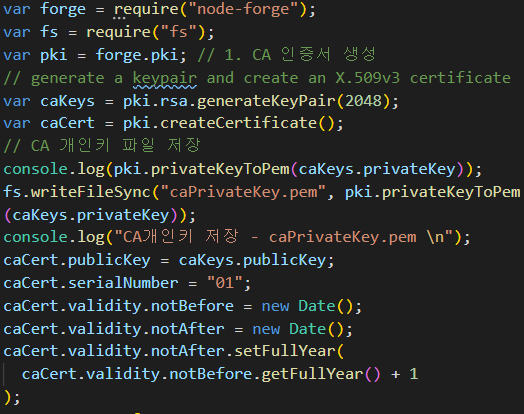 var forge = require("node-forge");
var fs = require("fs");
var pki = forge.pki; // 1. CA 인증서 생성
// generate a keypair and create an X.509v3 certificate
var caKeys = pki.rsa.generateKeyPair(2048);
var caCert = pki.createCertificate();
// CA 개인키 파일 저장
console.log(pki.privateKeyToPem(caKeys.privateKey));
fs.writeFileSync("caPrivateKey.pem", pki.privateKeyToPem
(caKeys.privateKey));
console.log("CA개인키 저장 - caPrivateKey.pem \n");
caCert.publicKey = caKeys.publicKey;
caCert.serialNumber = "01";
caCert.validity.notBefore = new Date();
caCert.validity.notAfter = new Date();
caCert.validity.notAfter.setFullYear(
  caCert.validity.notBefore.getFullYear() + 1
);